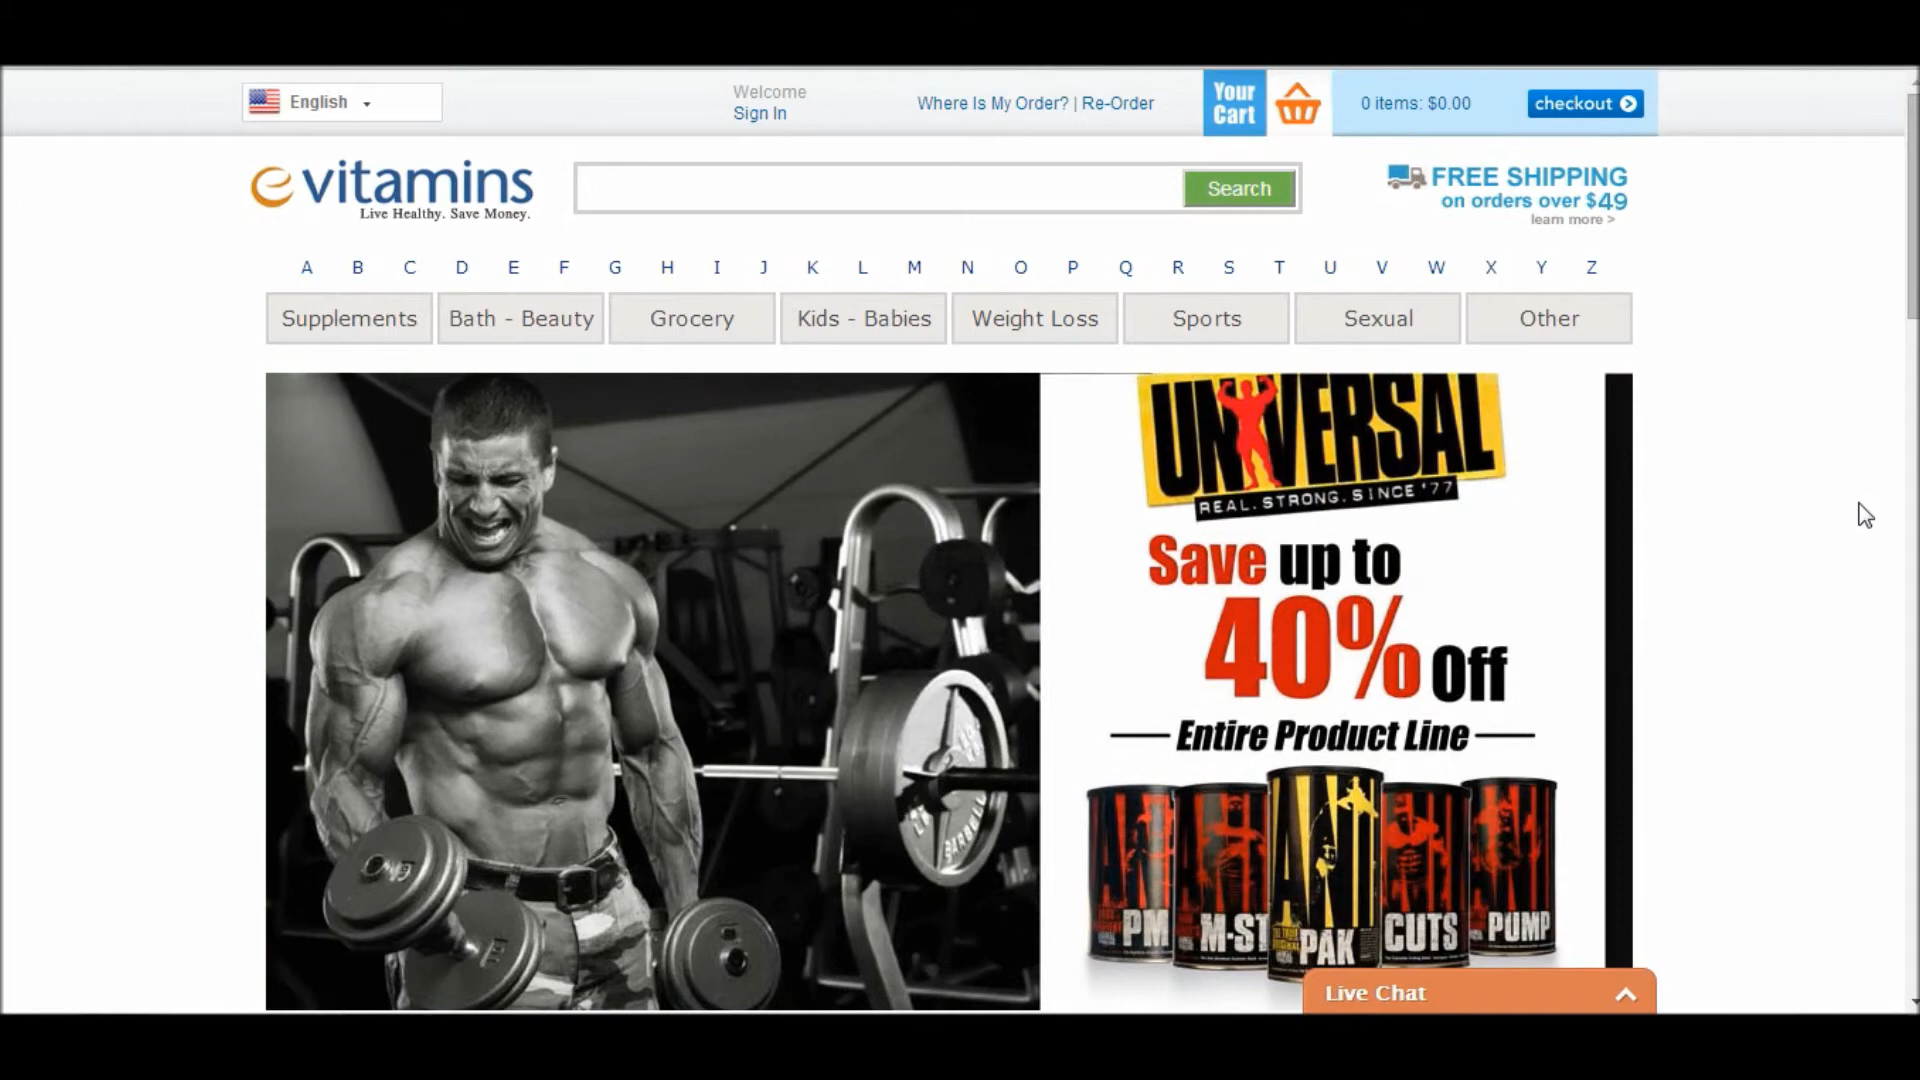 English
Welcome
Sign In
Where Is My Order? | Re-Order
Your
Cart
0 items: $0.00
checkout
evitamins
Live Healthy. Save Money.
Search
FREE SHIPPING
on orders over $49
learn more >
A B C D E F G H I J K L M N O P Q R S T U V W X Y Z
Supplements
Bath - Beauty
Grocery
Kids - Babies
Weight Loss
Sports
Sexual
Other
UNIVERSAL
REAL. STRONG. SINCE '77
Save up to
40% Off
Entire Product Line
PM
M-ST
PAK
CUTS
PUMP
BARBELL
Live Chat